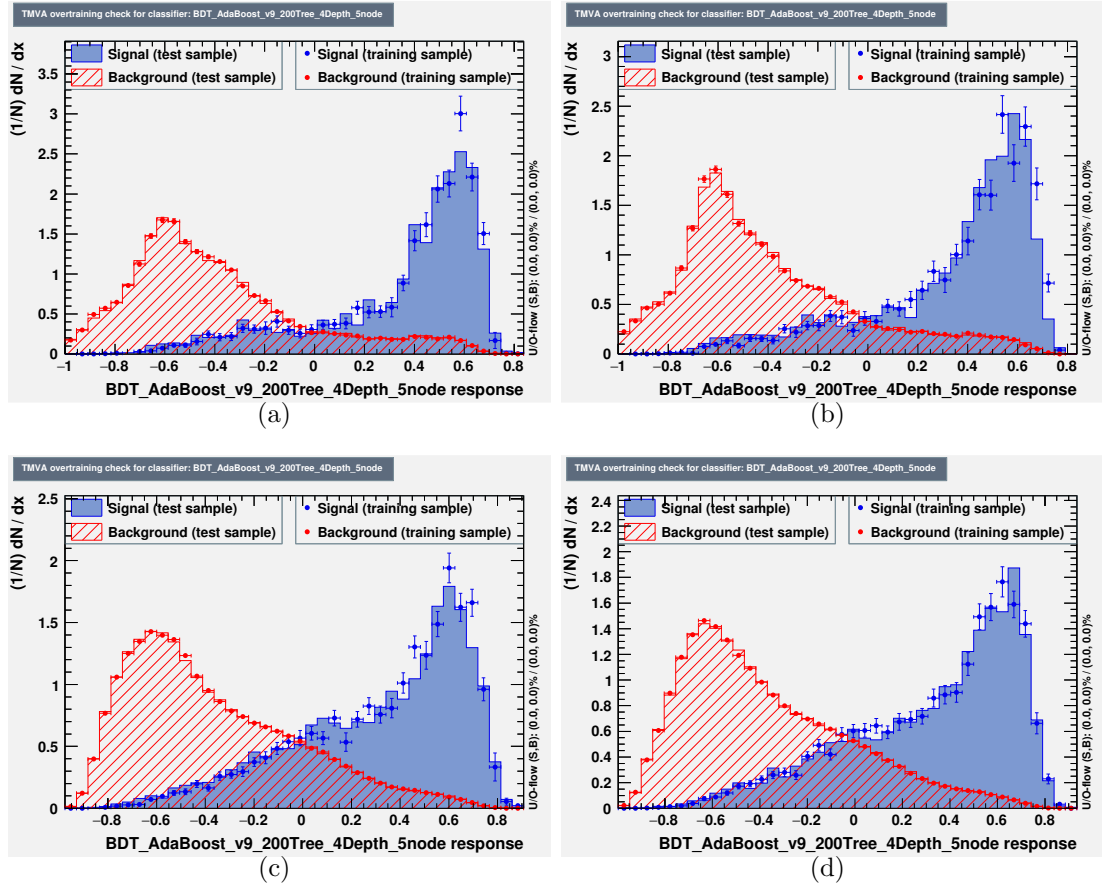 TMVA overtraining check for classifier: BDT_AdaBoost_v9_200Tree_4Depth_5node
Signal (test sample)
Background (test sample)
Signal (training sample)
Background (training sample)
(1/N) dN / dx
3.5
3
2.5
2
1.5
1
0.5
0
−1 −0.8 −0.6 −0.4 −0.2 0 0.2 0.4 0.6 0.8
BDT_AdaBoost_v9_200Tree_4Depth_5node response
U/O-flow (S,B): (0.0, 0.0)% / (0.0, 0.0)%
(a)
TMVA overtraining check for classifier: BDT_AdaBoost_v9_200Tree_4Depth_5node
Signal (test sample)
Background (test sample)
Signal (training sample)
Background (training sample)
(1/N) dN / dx
3
2.5
2
1.5
1
0.5
0
−1 −0.8 −0.6 −0.4 −0.2 0 0.2 0.4 0.6 0.8
BDT_AdaBoost_v9_200Tree_4Depth_5node response
U/O-flow (S,B): (0.0, 0.0)% / (0.0, 0.0)%
(b)
TMVA overtraining check for classifier: BDT_AdaBoost_v9_200Tree_4Depth_5node
Signal (test sample)
Background (test sample)
Signal (training sample)
Background (training sample)
(1/N) dN / dx
2.5
2
1.5
1
0.5
0
−0.8 −0.6 −0.4 −0.2 0 0.2 0.4 0.6 0.8
BDT_AdaBoost_v9_200Tree_4Depth_5node response
U/O-flow (S,B): (0.0, 0.0)% / (0.0, 0.0)%
(c)
TMVA overtraining check for classifier: BDT_AdaBoost_v9_200Tree_4Depth_5node
Signal (test sample)
Background (test sample)
Signal (training sample)
Background (training sample)
(1/N) dN / dx
2.4
2.2
2
1.8
1.6
1.4
1.2
1
0.8
0.6
0.4
0.2
0
−0.8 −0.6 −0.4 −0.2 0 0.2 0.4 0.6 0.8
BDT_AdaBoost_v9_200Tree_4Depth_5node response
U/O-flow (S,B): (0.0, 0.0)% / (0.0, 0.0)%
(d)